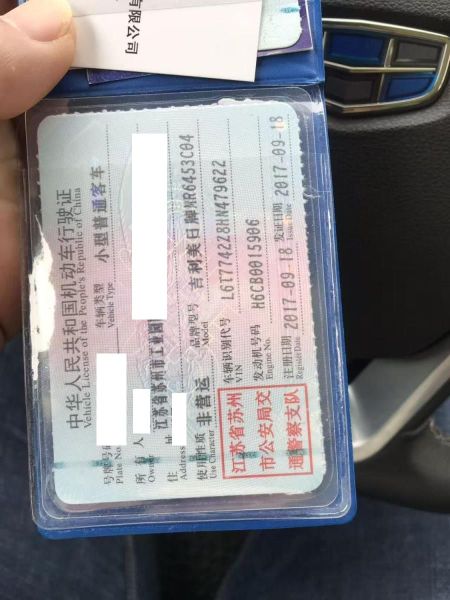 有限公司
中华人民共和国机动车行驶证
Vehicle License of the People's Republic of China
号牌号码 车辆类型 小型普通客车
Plate No. Vehicle Type
所有人
Owner
住 江苏省苏州市工业园
Address
使用性质 非营运 品牌型号 吉利美日牌MR6453C04
Use Character Model
江苏省苏州
市公安局交
通警察支队
车辆识别代号 L6T7742Z8HN479622
VIN
发动机号码 H6CB0015906
Engine No.
注册日期 2017-09-18 发证日期 2017-09-18
Register Date Issue Date